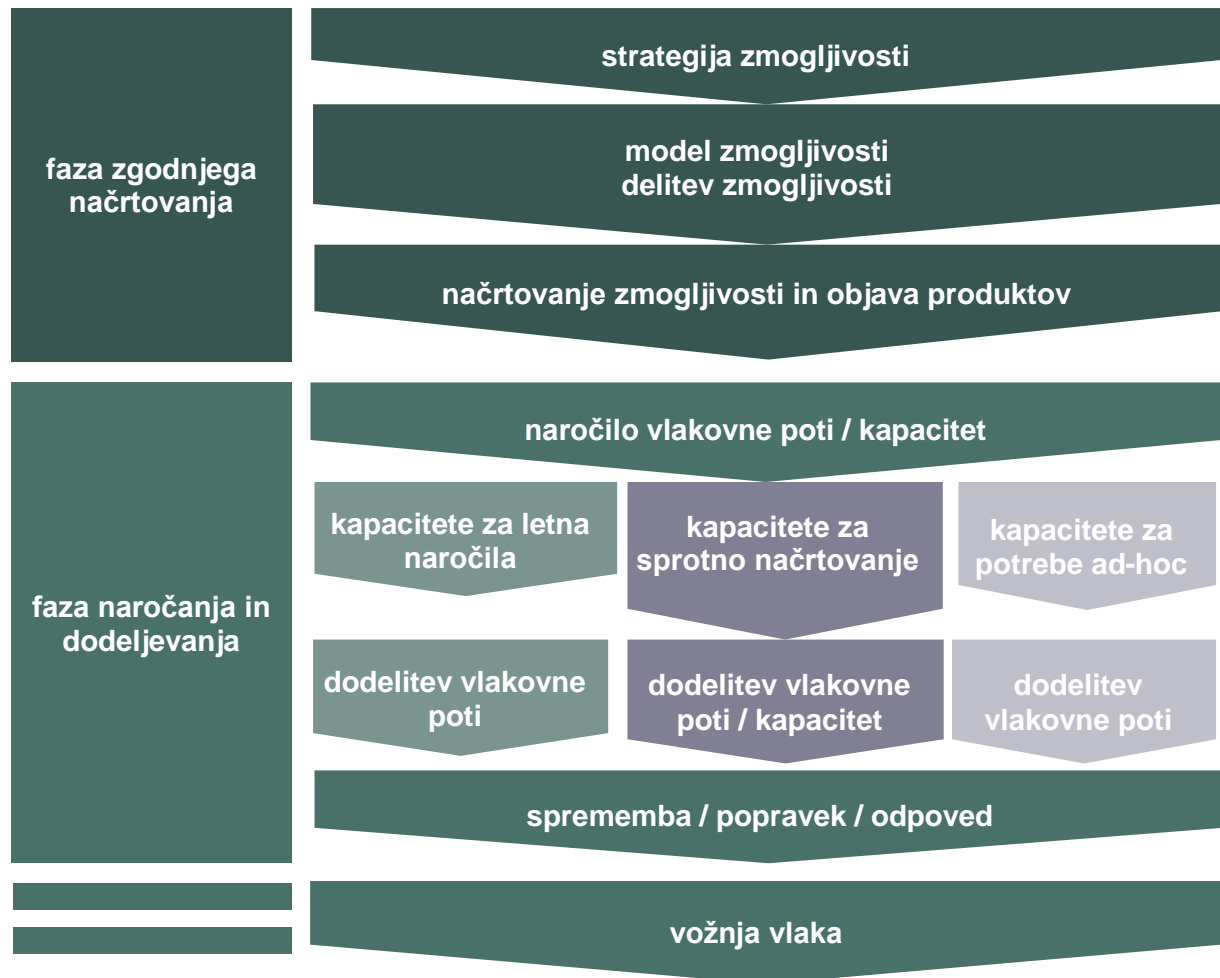 faza zgodnjega
načrtovanja
strategija zmogljivosti
model zmogljivosti
delitev zmogljivosti
načrtovanje zmogljivosti in objava produktov
faza naročanja in
dodeljevanja
naročilo vlakovne poti / kapacitet
kapacitete za letna
naročila
kapacitete za
sprotno načrtovanje
kapacitete za
potrebe ad-hoc
dodelitev vlakovne
poti
dodelitev vlakovne
poti / kapacitet
dodelitev
vlakovne poti
sprememba / popravek / odpoved
vožnja vlaka